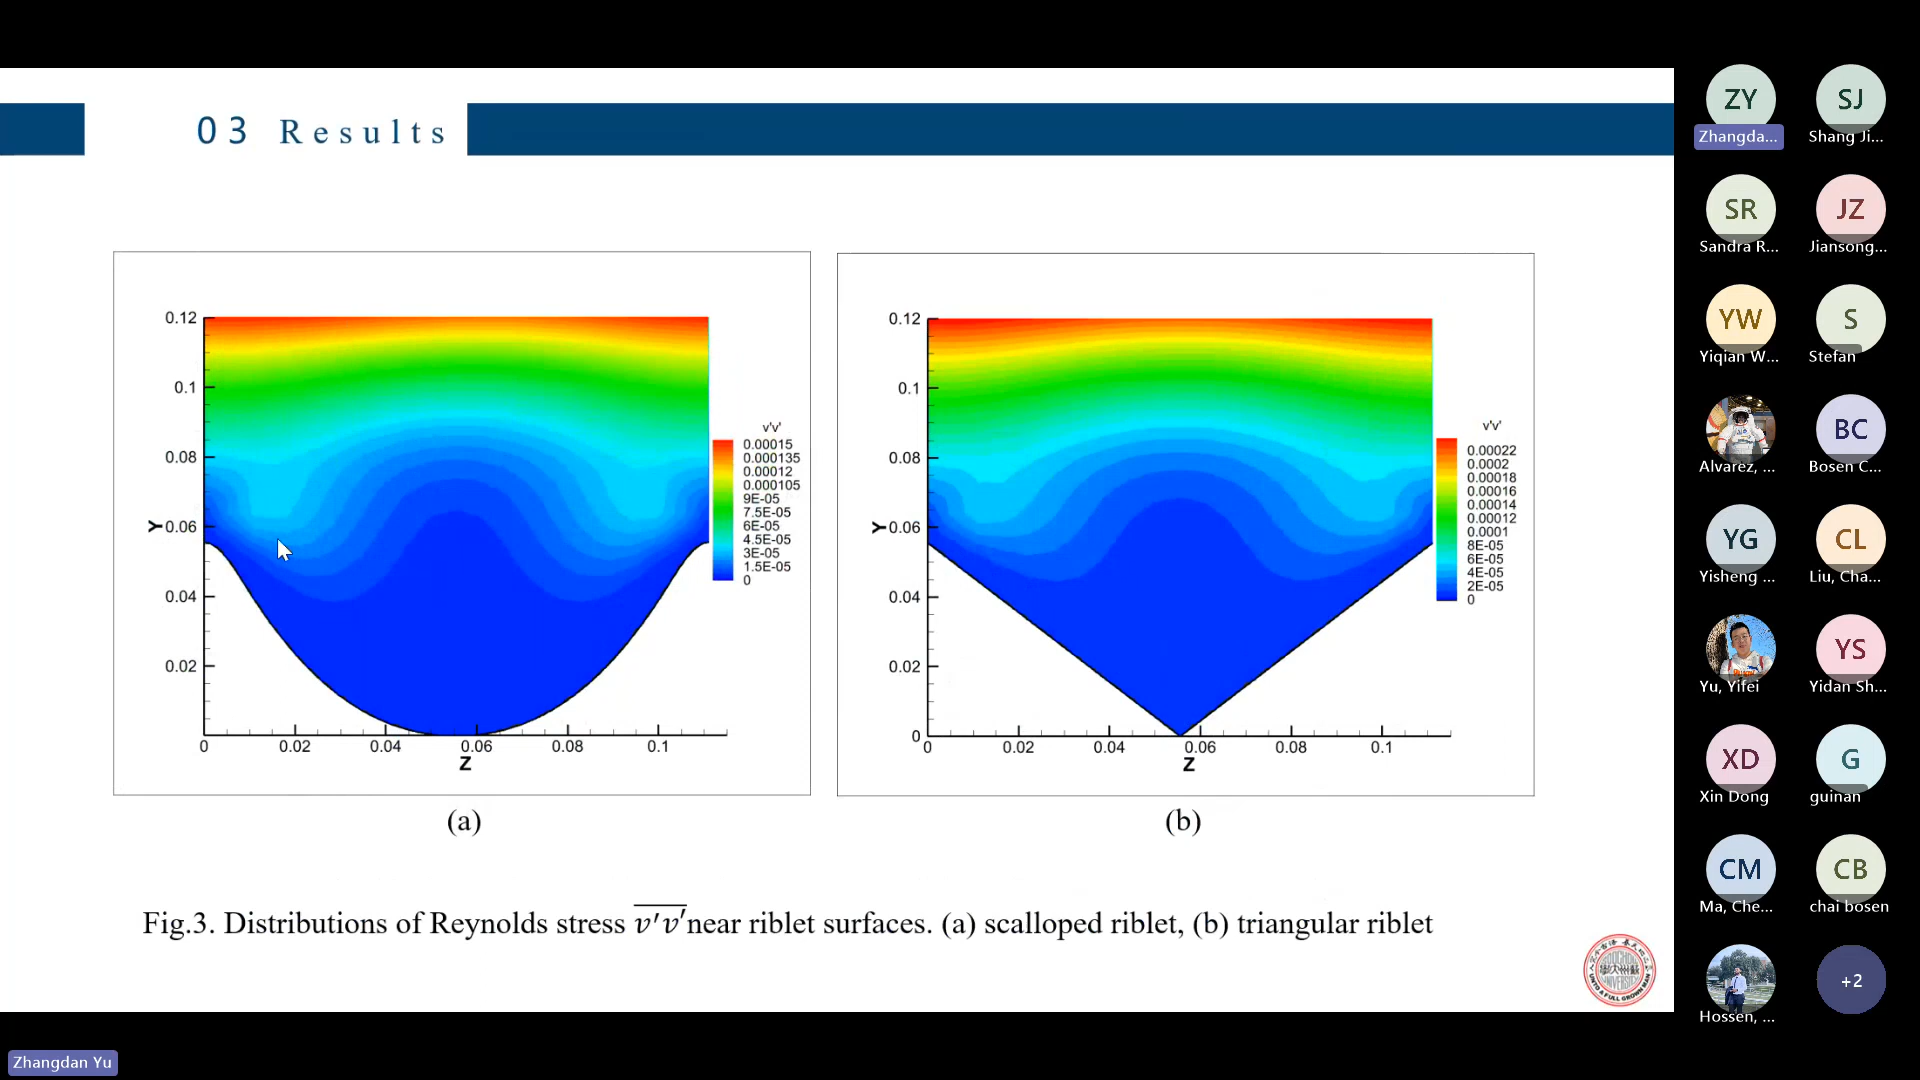 03 Results
0.12
0.1
0.08
0.06
0.04
0.02
Y
0
0.02
0.04
0.06
0.08
0.1
Z
v'v'
0.00015
0.000135
0.00012
0.000105
9E-05
7.5E-05
6E-05
4.5E-05
3E-05
1.5E-05
0
(a)
0.12
0.1
0.08
0.06
0.04
0.02
0
Y
0
0.02
0.04
0.06
0.08
0.1
Z
v'v'
0.00022
0.0002
0.00018
0.00016
0.00014
0.00012
0.0001
8E-05
6E-05
4E-05
2E-05
0
(b)
Fig.3. Distributions of Reynolds stress v′v′ near riblet surfaces. (a) scalloped riblet, (b) triangular riblet
ZY
Zhangda...
SJ
Shang Ji...
SR
Sandra R...
JZ
Jiansong...
YW
Yiqian W...
S
Stefan
Alvarez, ...
BC
Bosen C...
YG
Yisheng ...
CL
Liu, Cha...
Yu, Yifei
YS
Yidan Sh...
XD
Xin Dong
G
guinan
CM
Ma, Che...
CB
chai bosen
Hossen, ...
+2
Zhangdan Yu